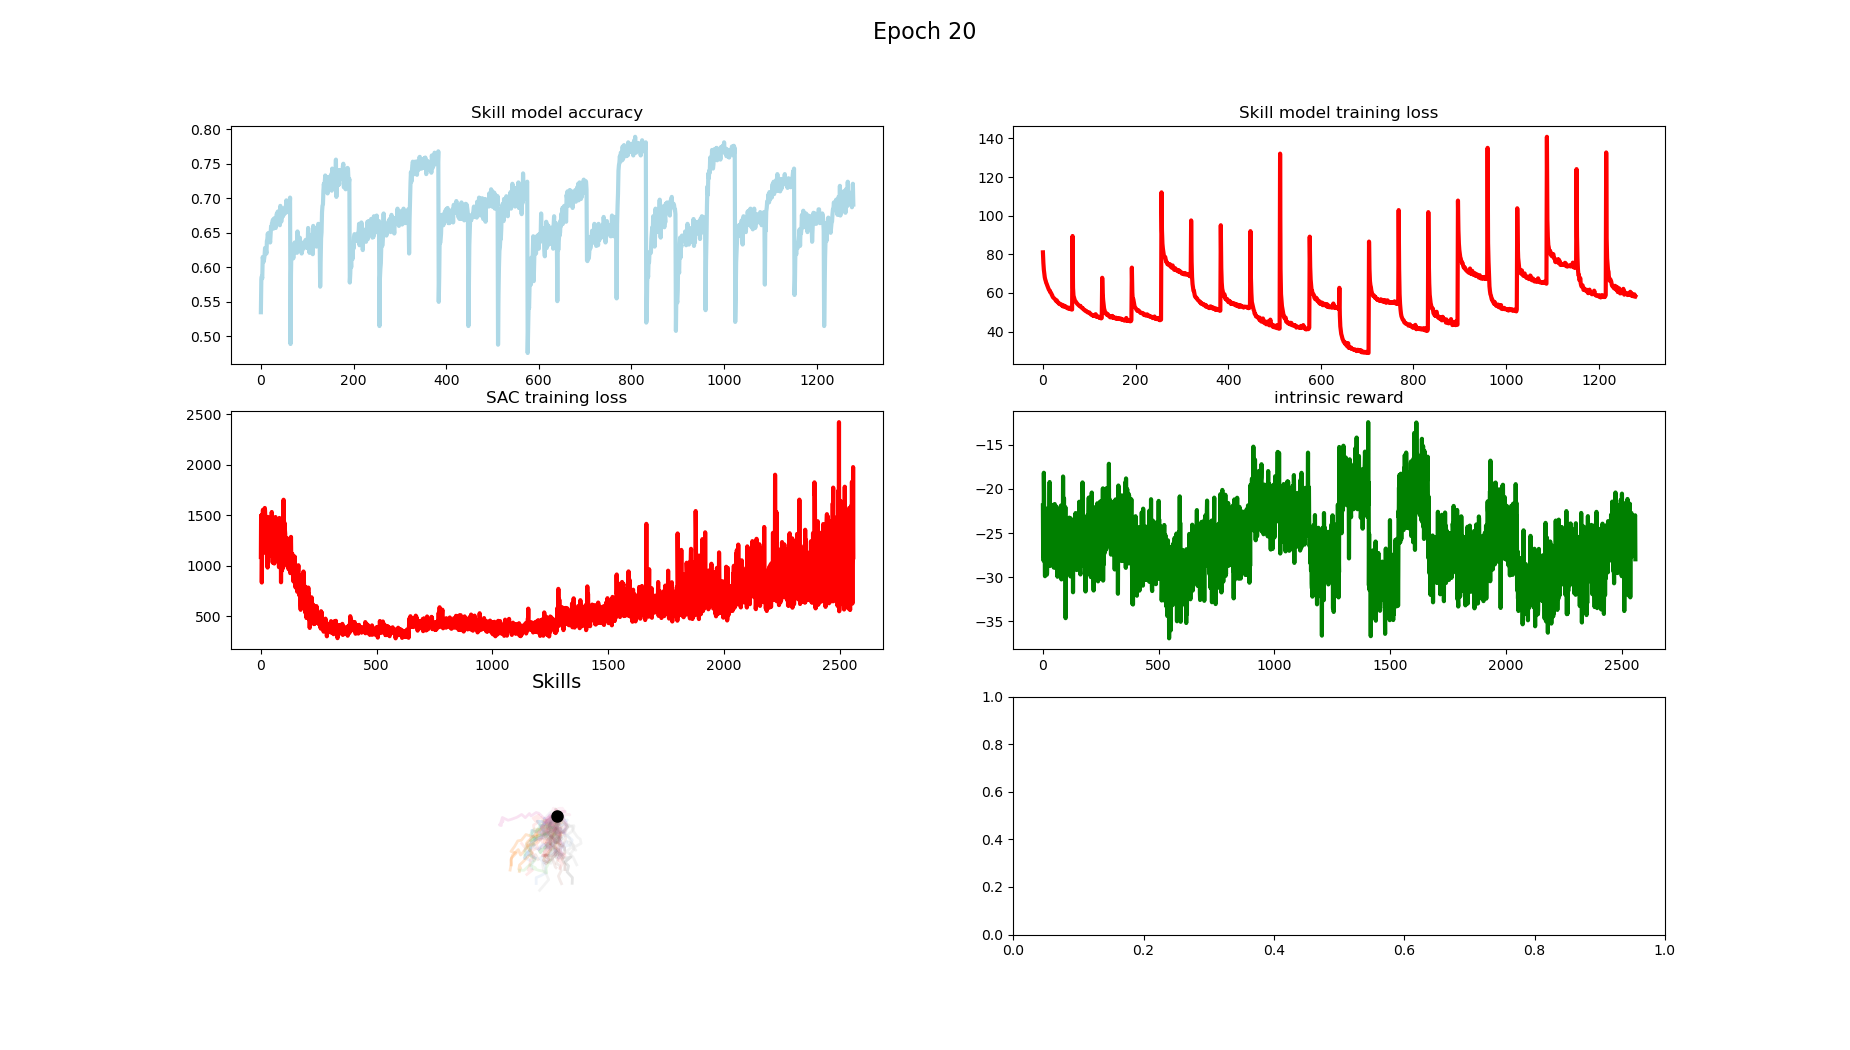 Epoch 20
Skill model accuracy
0.80
0.75
0.70
0.65
0.60
0.55
0.50
0 200 400 600 800 1000 1200
Skill model training loss
140
120
100
80
60
40
0 200 400 600 800 1000 1200
SAC training loss
2500
2000
1500
1000
500
0 500 1000 1500 2000 2500
intrinsic reward
−15
−20
−25
−30
−35
0 500 1000 1500 2000 2500
Skills
1.0
0.8
0.6
0.4
0.2
0.0
0.0 0.2 0.4 0.6 0.8 1.0